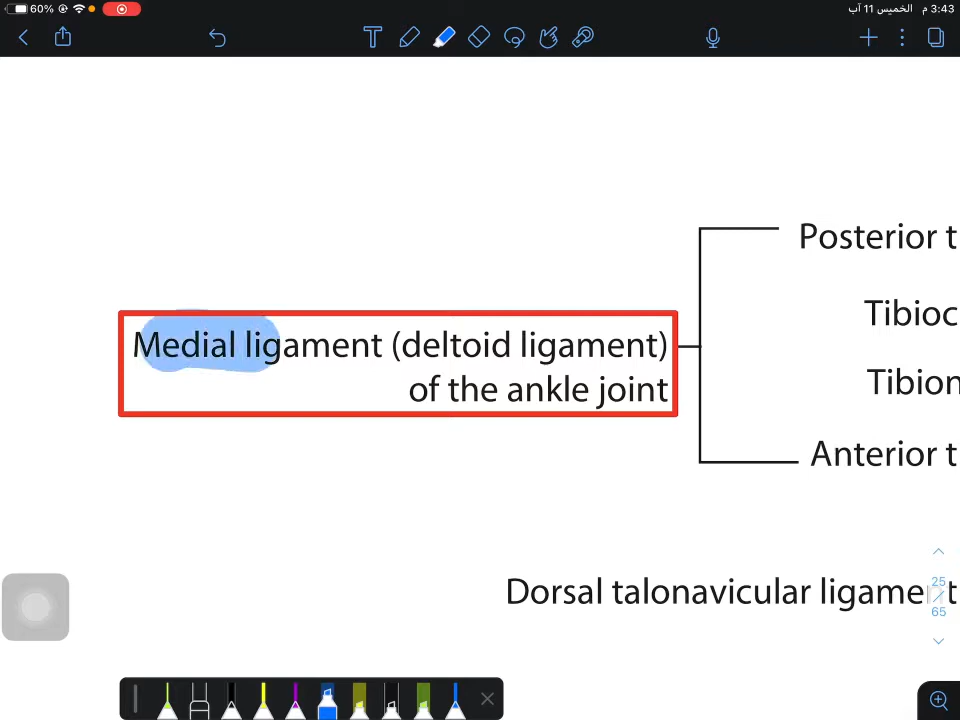 60%
3:43 م الخميس 11 آب
Posterior t
Tibioc
Medial ligament (deltoid ligament)
of the ankle joint
Tibion
Anterior t
25
65
Dorsal talonavicular ligament